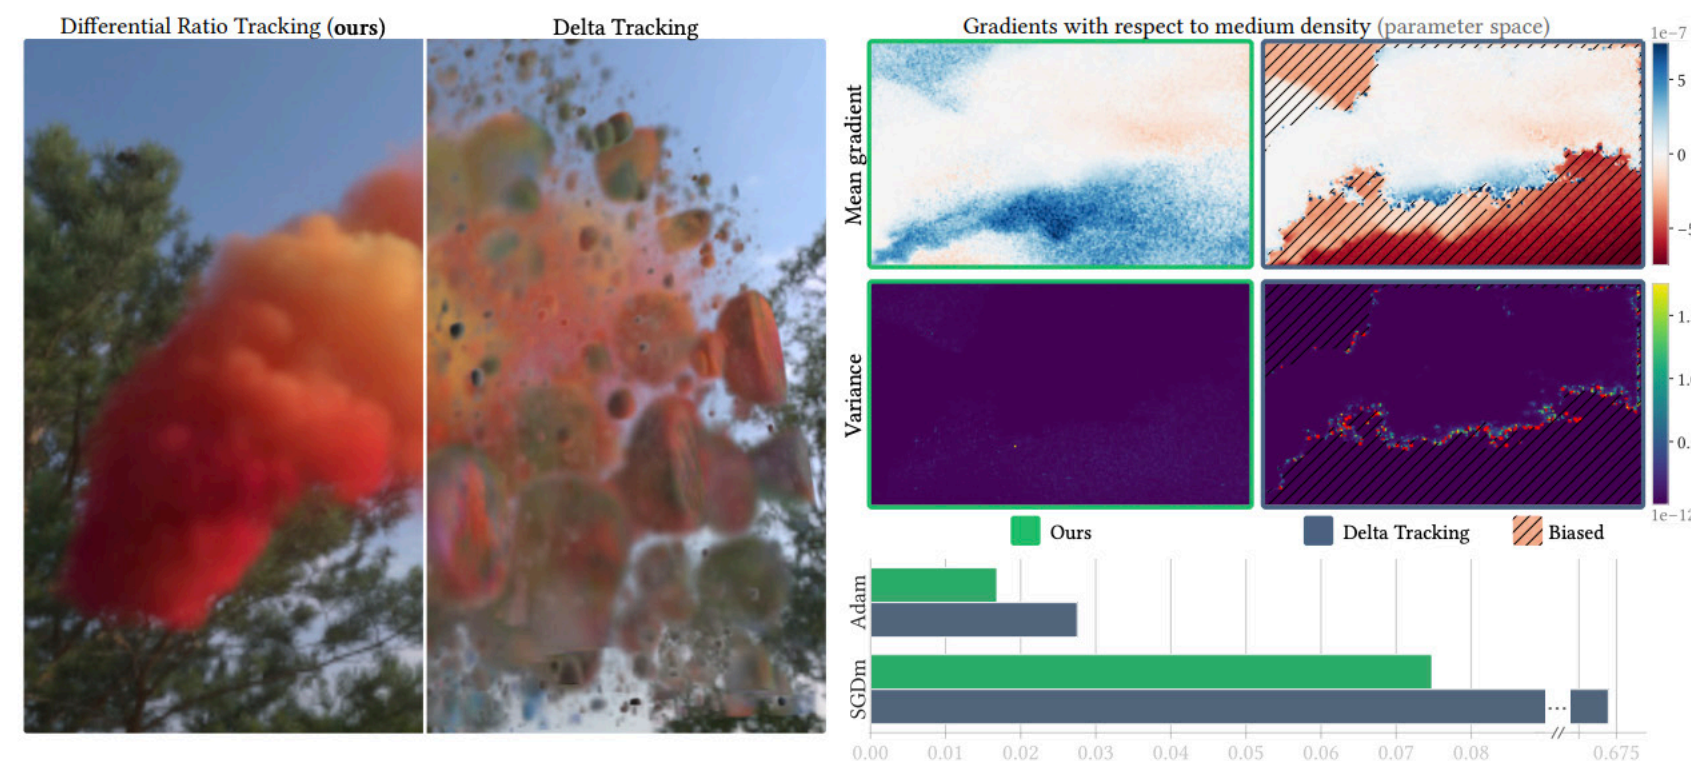 Differential Ratio Tracking (ours)
Delta Tracking
Gradients with respect to medium density (parameter space)
Mean gradient
1e−7
5
0
Variance
Ours
Delta Tracking
Biased
Adam
SGDm
...
0.00 0.01 0.02 0.03 0.04 0.05 0.06 0.07 0.08 // 0.675